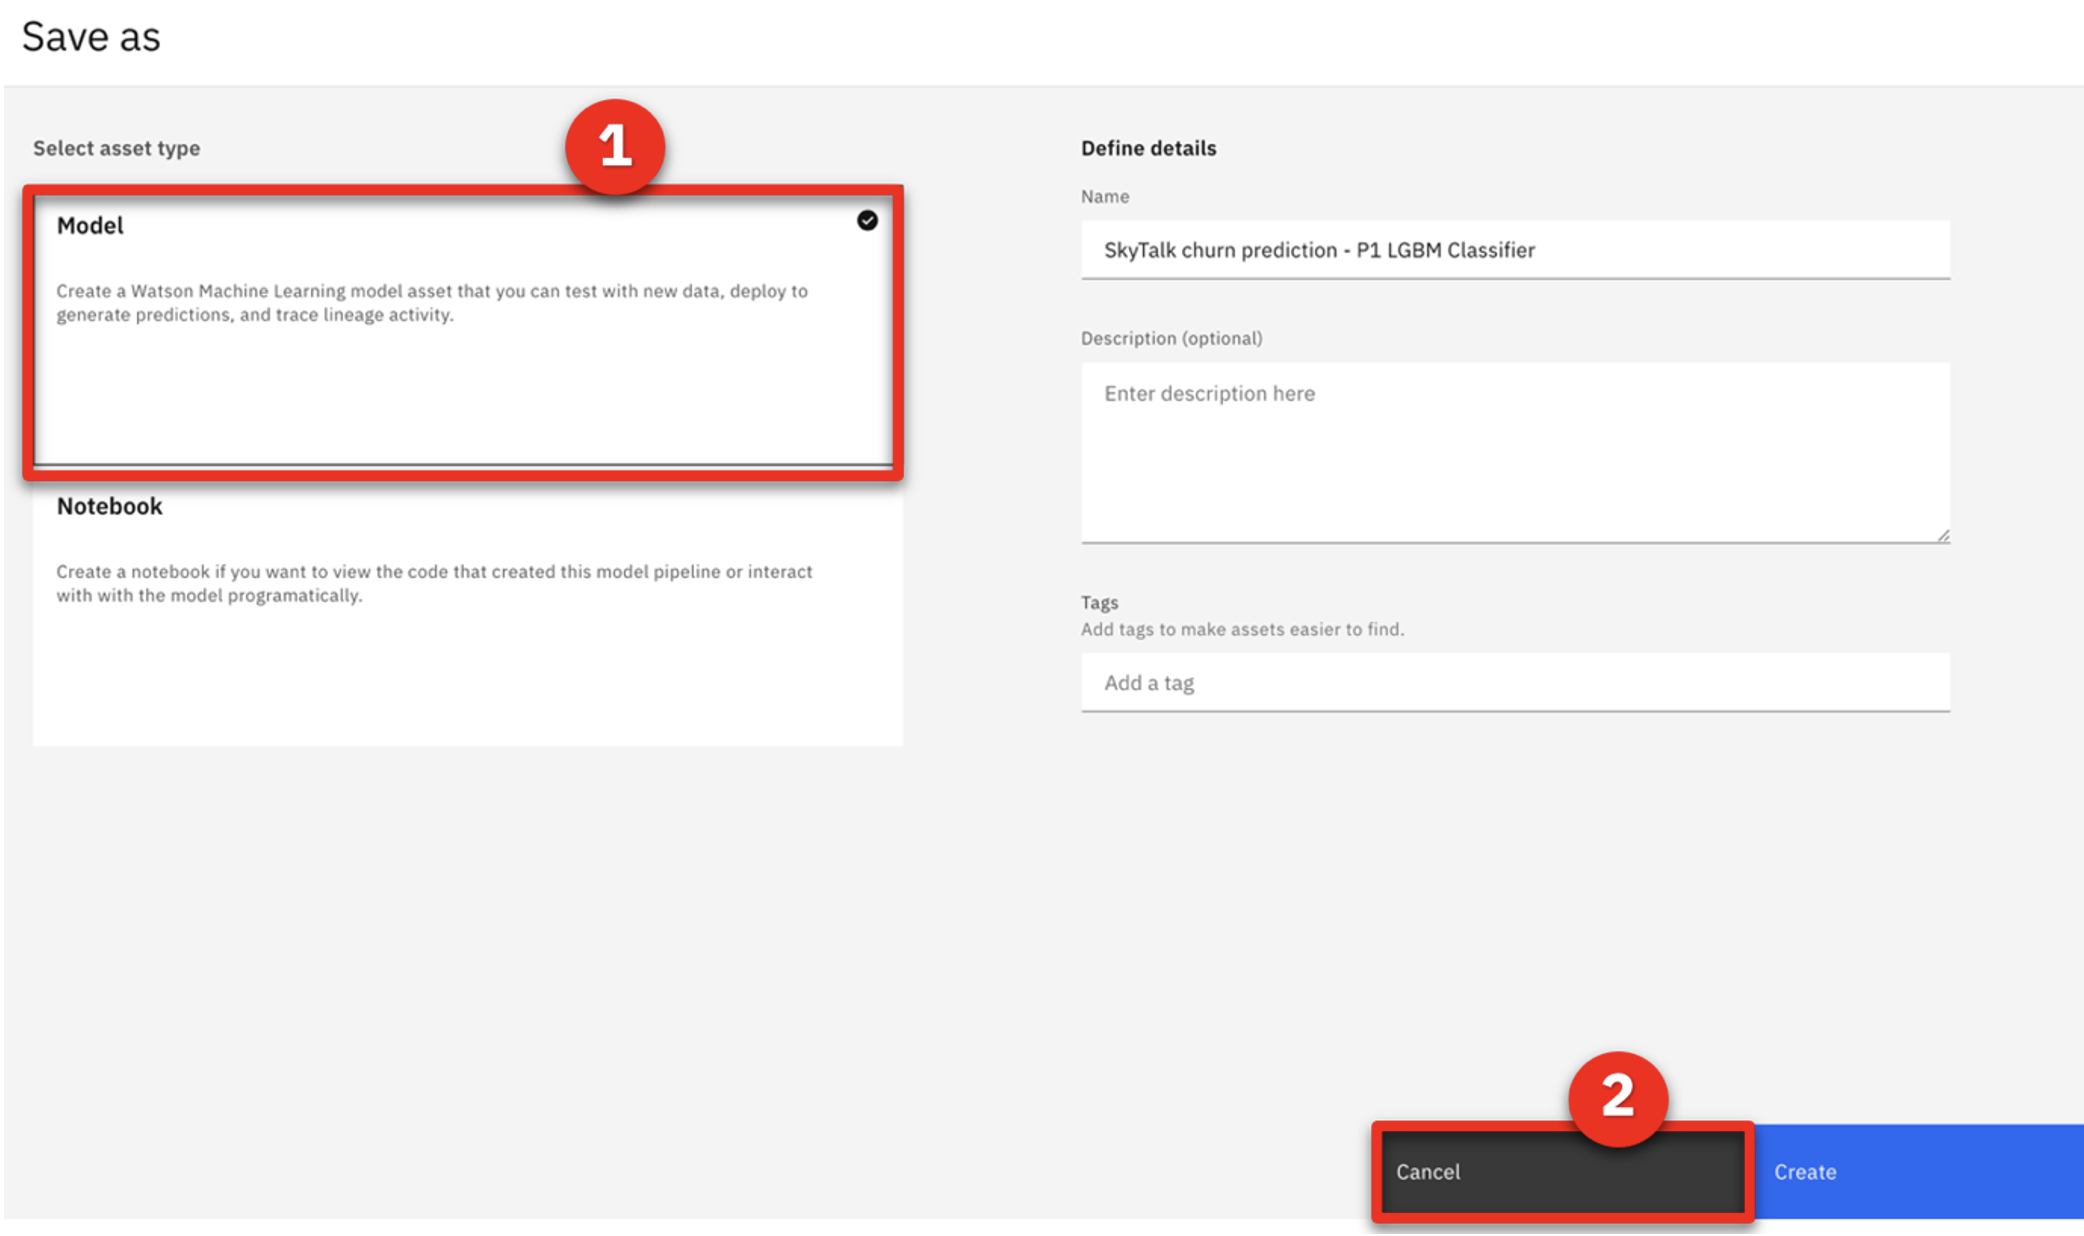 Save as
Select asset type
1
Model
Create a Watson Machine Learning model asset that you can test with new data, deploy to
generate predictions, and trace lineage activity.
Notebook
Create a notebook if you want to view the code that created this model pipeline or interact
with with the model programatically.
Define details
Name
SkyTalk churn prediction - P1 LGBM Classifier
Description (optional)
Enter description here
Tags
Add tags to make assets easier to find.
Add a tag
2
Cancel
Create